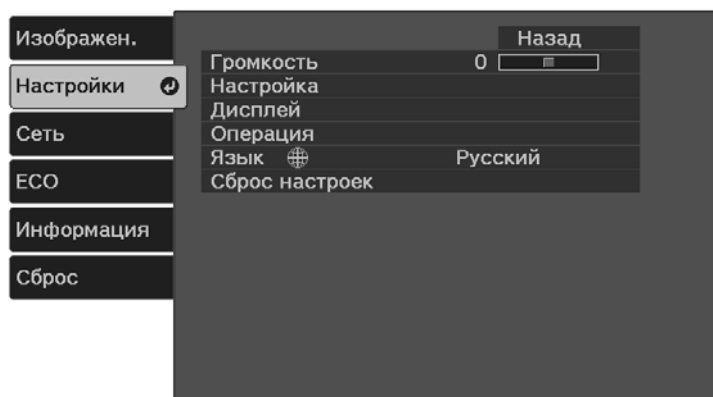 Изображен.
Настройки
Сеть
ECO
Информация
Сброс
Назад
Громкость 0
Настройка
Дисплей
Операция
Язык Русский
Сброс настроек